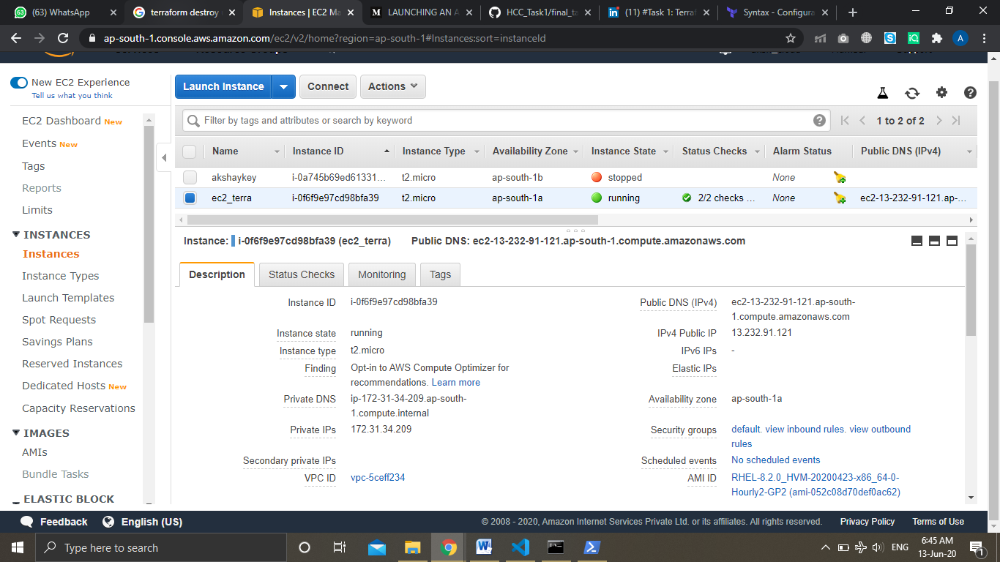 (63) WhatsApp
terraform destroy
Instances | EC2 Ma
LAUNCHING AN A
HCC_Task1/final_ta
(11) #Task 1: Terraf
Syntax - Configura
ap-south-1.console.aws.amazon.com/ec2/v2/home?region=ap-south-1#Instances:sort=instanceId
New EC2 Experience
Tell us what you think
EC2 Dashboard New
Events New
Tags
Reports
Limits
INSTANCES
Instances
Instance Types
Launch Templates
Spot Requests
Savings Plans
Reserved Instances
Dedicated Hosts New
Capacity Reservations
IMAGES
AMIs
Bundle Tasks
ELASTIC BLOCK
Launch Instance Connect Actions
Filter by tags and attributes or search by keyword
1 to 2 of 2
Name Instance ID Instance Type Availability Zone Instance State Status Checks Alarm Status Public DNS (IPv4)
akshaykey i-0a745b69ed61331... t2.micro ap-south-1b stopped None
ec2_terra i-0f6f9e97cd98bfa39 t2.micro ap-south-1a running 2/2 checks ... None ec2-13-232-91-121.ap-...
Instance: i-0f6f9e97cd98bfa39 (ec2_terra) Public DNS: ec2-13-232-91-121.ap-south-1.compute.amazonaws.com
Description Status Checks Monitoring Tags
Instance ID i-0f6f9e97cd98bfa39
Instance state running
Instance type t2.micro
Finding Opt-in to AWS Compute Optimizer for
recommendations. Learn more
Private DNS ip-172-31-34-209.ap-south-
1.compute.internal
Private IPs 172.31.34.209
Secondary private IPs
VPC ID vpc-5ceff234
Public DNS (IPv4) ec2-13-232-91-121.ap-south-
1.compute.amazonaws.com
IPv4 Public IP 13.232.91.121
IPv6 IPs -
Elastic IPs
Availability zone ap-south-1a
Security groups default. view inbound rules. view outbound
rules
Scheduled events No scheduled events
AMI ID RHEL-8.2.0_HVM-20200423-x86_64-0-
Hourly2-GP2 (ami-052c08d70def0ac62)
Feedback English (US)
© 2008 - 2020, Amazon Internet Services Private Ltd. or its affiliates. All rights reserved. Privacy Policy Terms of Use
Type here to search
ENG
6:45 AM
13-Jun-20
1